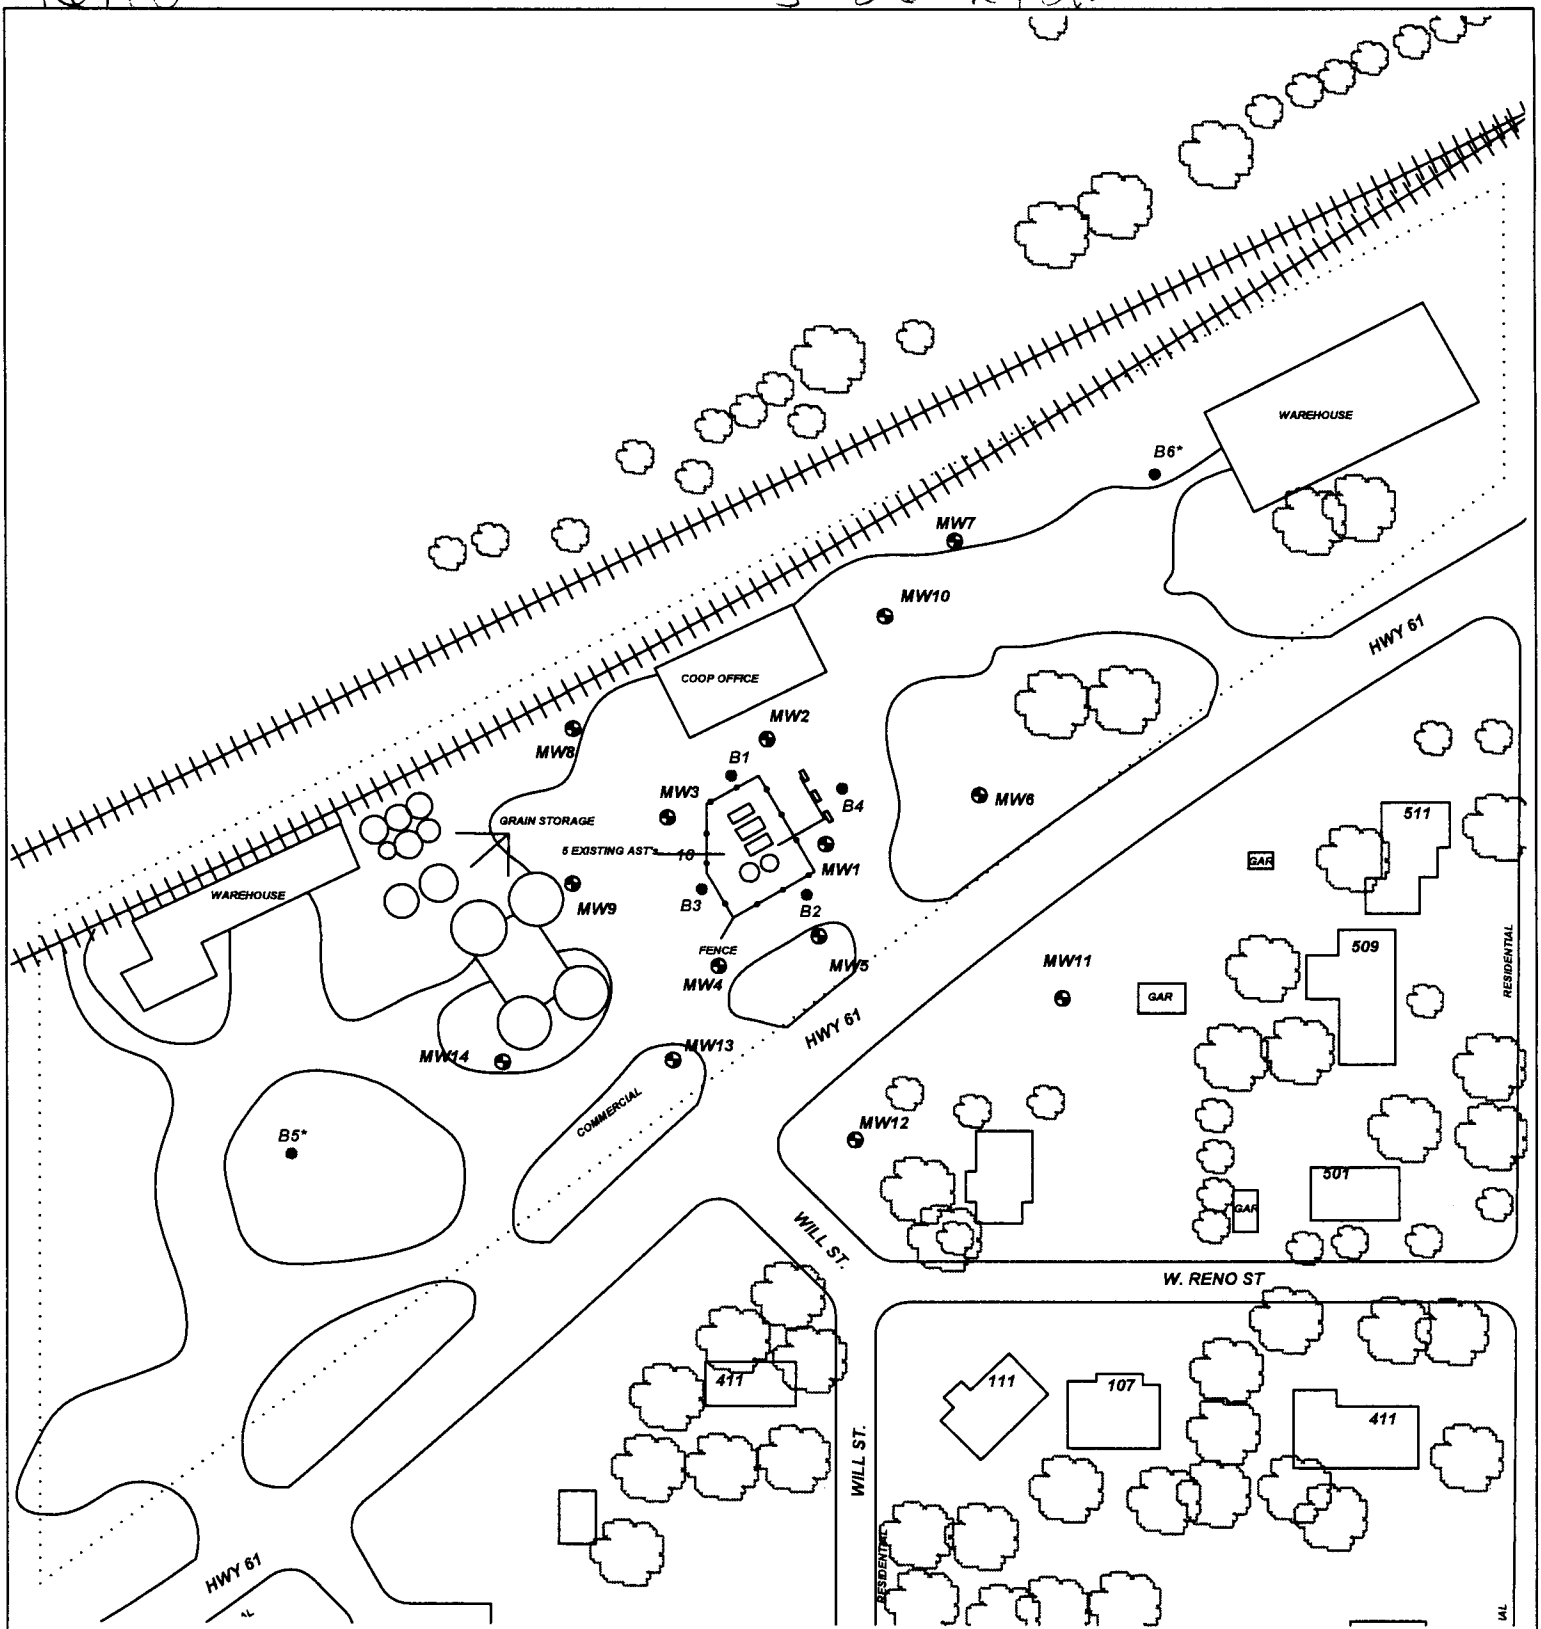 WAREHOUSE
B6*
MW7
MW10
HWY 61
COOP OFFICE
MW2
MW8
B1
MW3
B4
MW6
511
GRAIN STORAGE
5 EXISTING AST's
10
MW1
GAR
WAREHOUSE
MW9
B3
B2
509
FENCE
MW5
MW11
RESIDENTIAL
MW4
GAR
HWY 61
MW13
MW14
COMMERCIAL
MW12
B5*
501
GAR
WILL ST.
W. RENO ST
411
111
107
411
WILL ST.
RESIDENTIAL
HWY 61